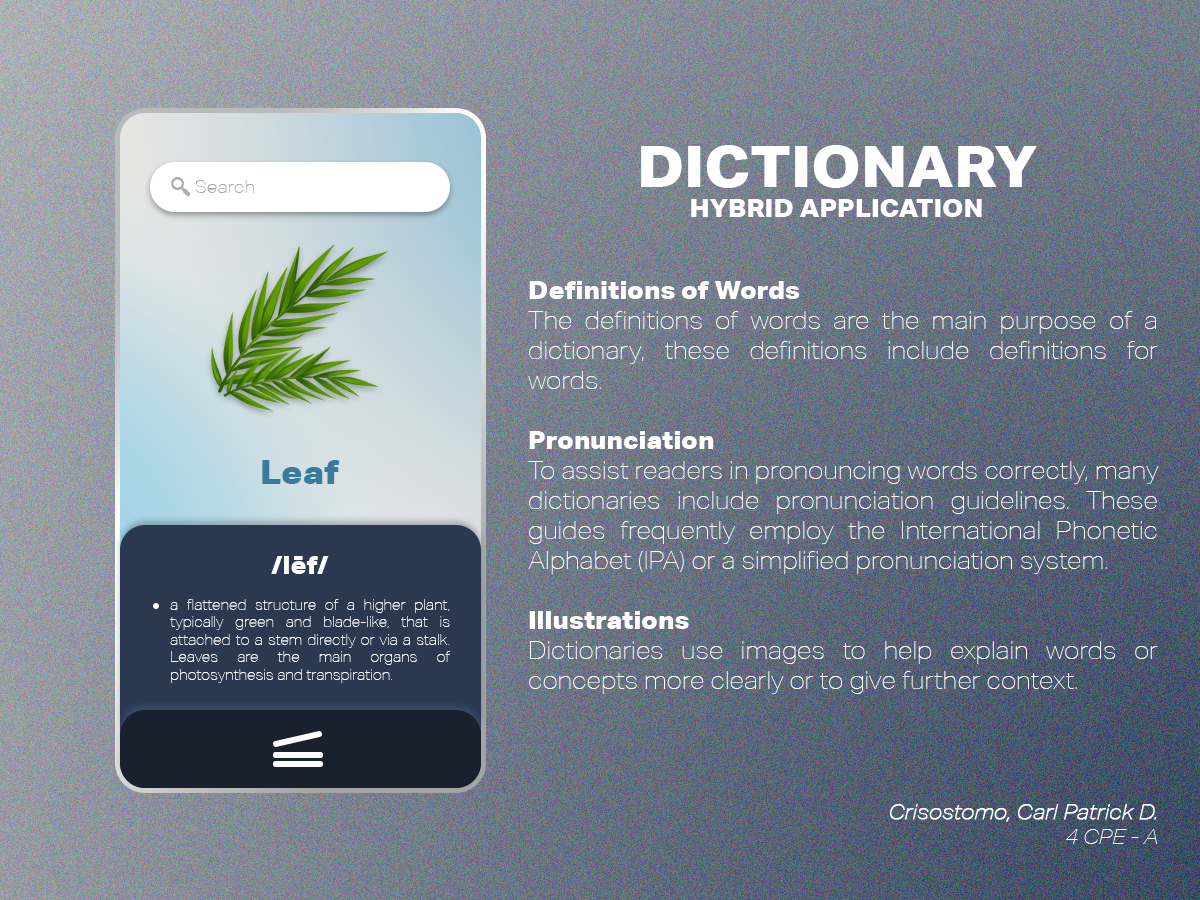 Search
Leaf
/lēf/
• a flattened structure of a higher plant,
typically green and blade-like, that is
attached to a stem directly or via a stalk.
Leaves are the main organs of
photosynthesis and transpiration.
DICTIONARY
HYBRID APPLICATION
Definitions of Words
The definitions of words are the main purpose of a
dictionary, these definitions include definitions for
words.
Pronunciation
To assist readers in pronouncing words correctly, many
dictionaries include pronunciation guidelines. These
guides frequently employ the International Phonetic
Alphabet (IPA) or a simplified pronunciation system.
Illustrations
Dictionaries use images to help explain words or
concepts more clearly or to give further context.
Crisostomo, Carl Patrick D.
4 CPE - A